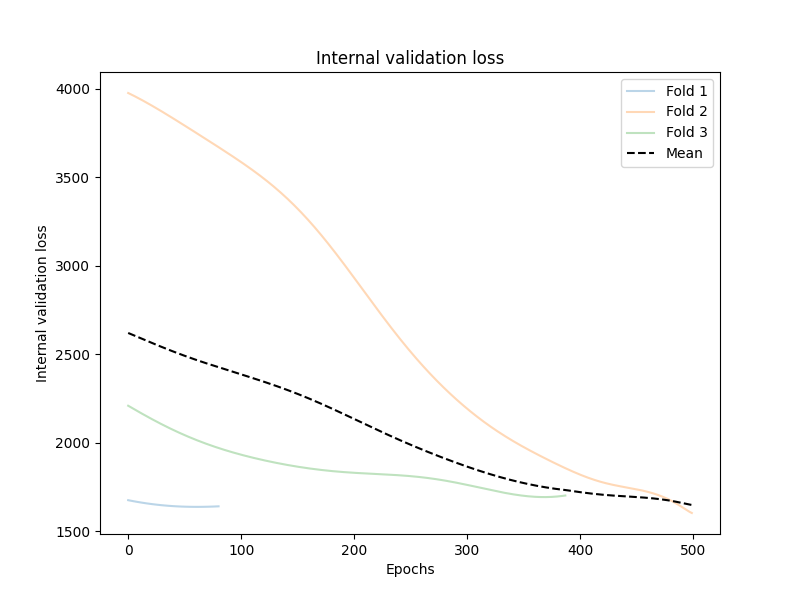 Internal validation loss
4000
3500
3000
2500
2000
1500
Internal validation loss
0
100
200
300
400
500
Epochs
Fold 1
Fold 2
Fold 3
Mean